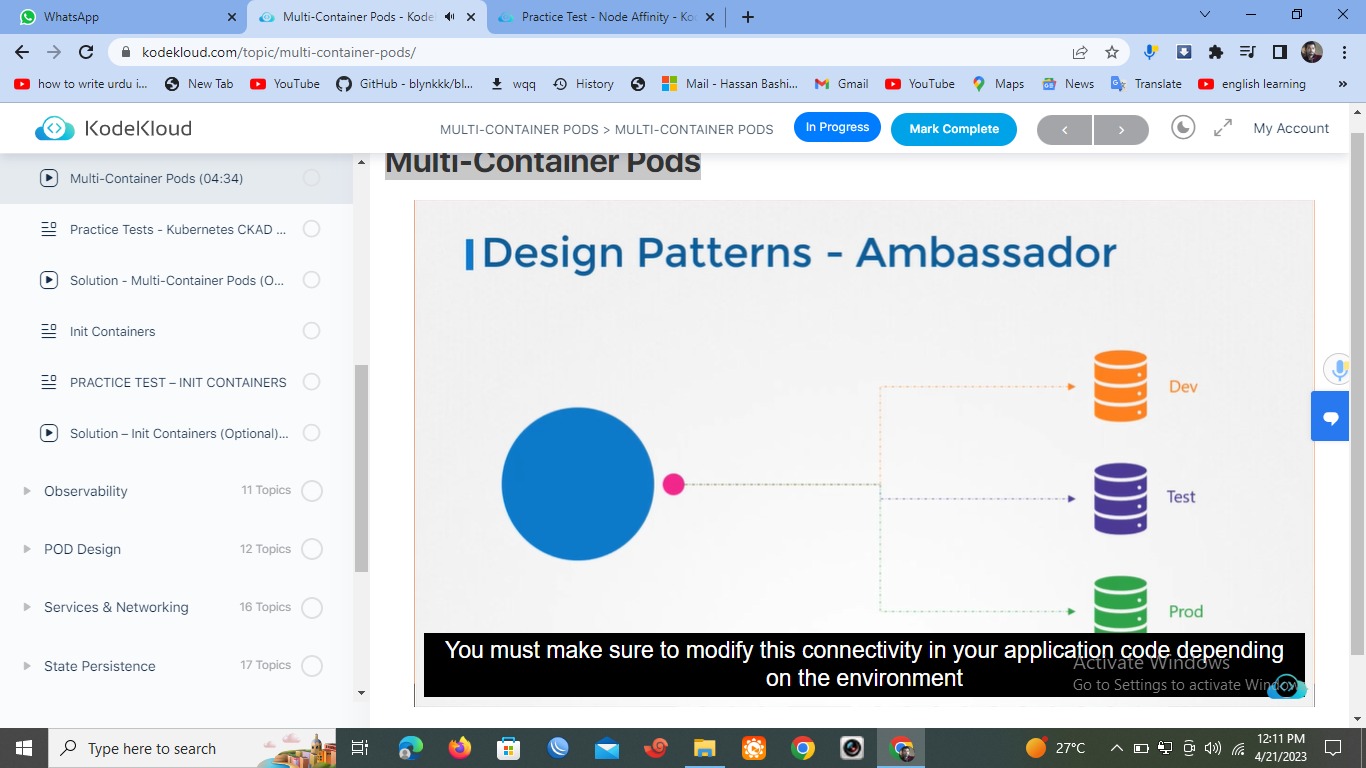 WhatsApp
Multi-Container Pods - Kodel
Practice Test - Node Affinity - Ko
kodekloud.com/topic/multi-container-pods/
how to write urdu i...
New Tab
YouTube
GitHub - blynkkk/bl...
wqq
History
Mail - Hassan Bashi...
Gmail
YouTube
Maps
News
Translate
english learning
»
KodeKloud
MULTI-CONTAINER PODS > MULTI-CONTAINER PODS
In Progress
Mark Complete
My Account
Multi-Container Pods (04:34)
Practice Tests - Kubernetes CKAD ...
Solution - Multi-Container Pods (O...
Init Containers
PRACTICE TEST – INIT CONTAINERS
Solution – Init Containers (Optional)...
Observability
11 Topics
POD Design
12 Topics
Services & Networking
16 Topics
State Persistence
17 Topics
Multi-Container Pods
Design Patterns - Ambassador
Dev
Test
Prod
You must make sure to modify this connectivity in your application code depending
on the environment
Activate Windows
Go to Settings to activate Windows.
Type here to search
27°C
12:11 PM
4/21/2023